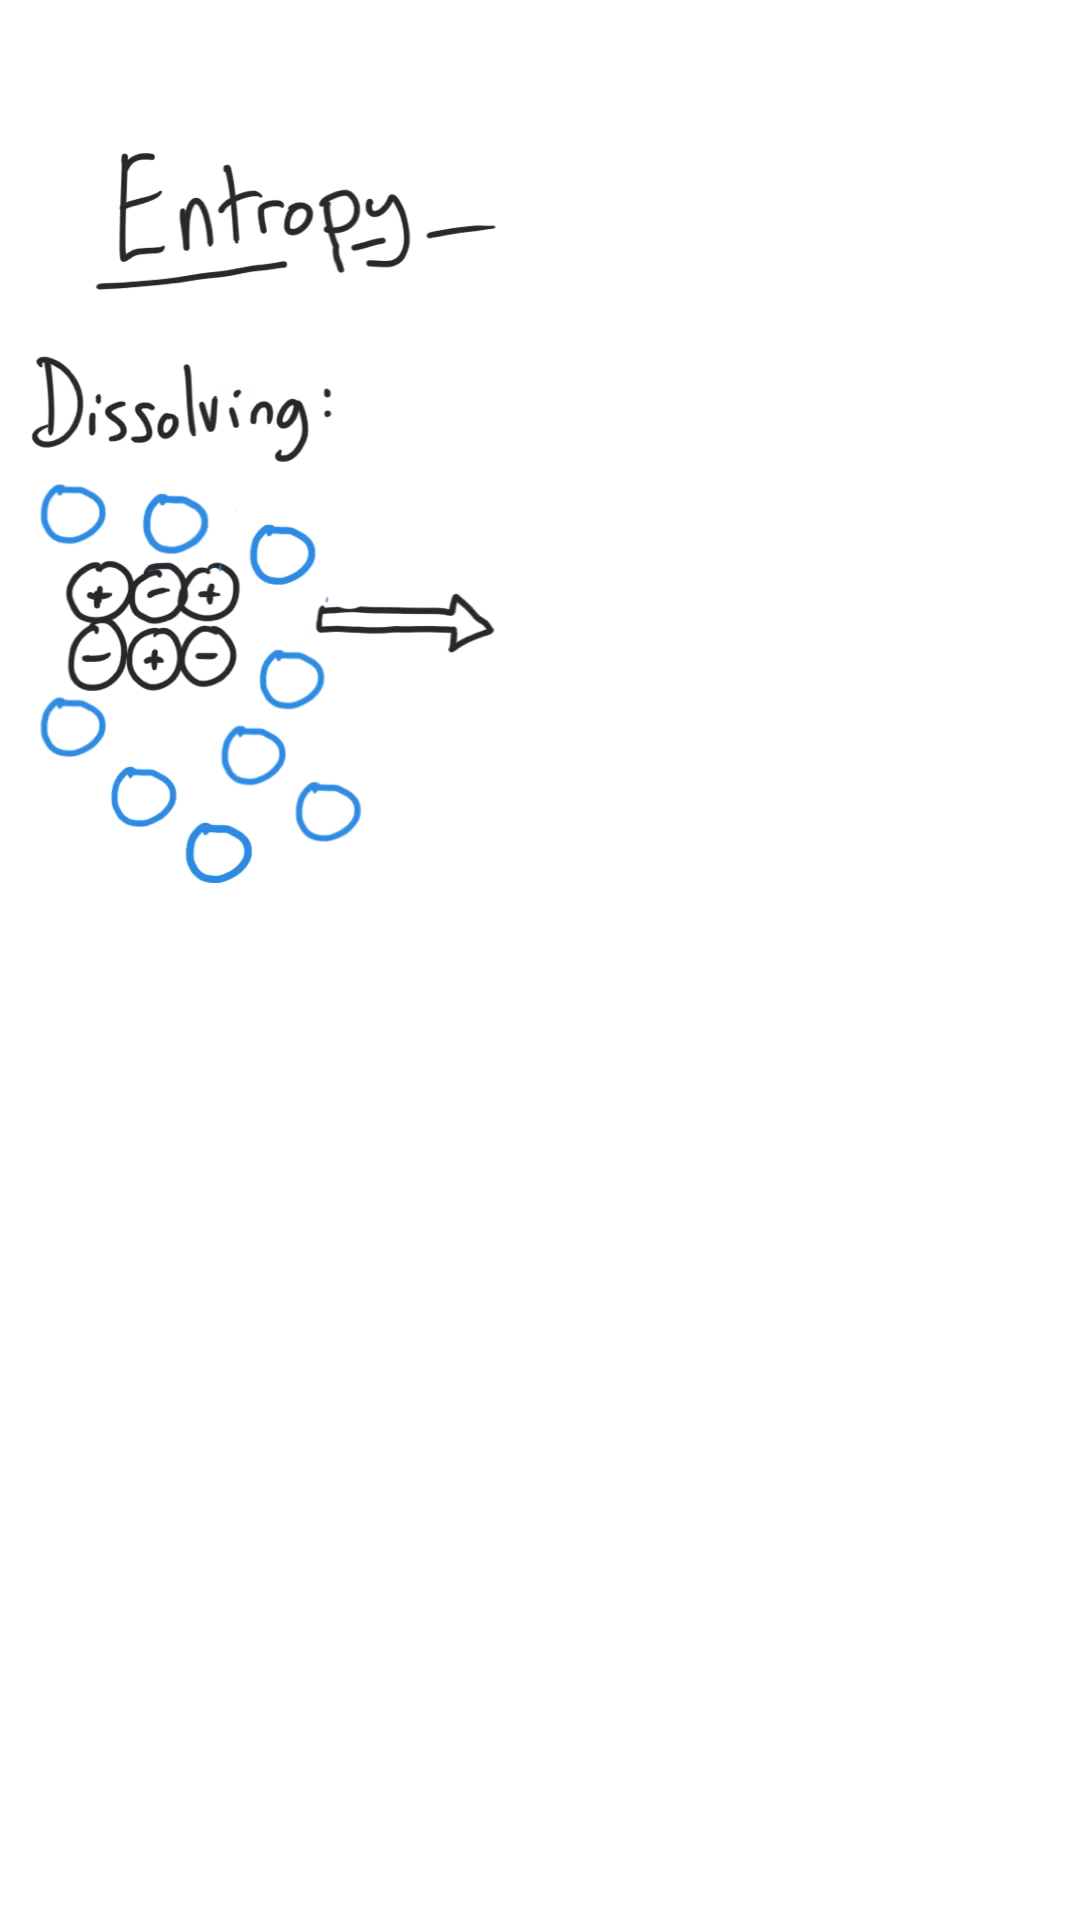 Entropy
Dissolving:
+ - +
- + -